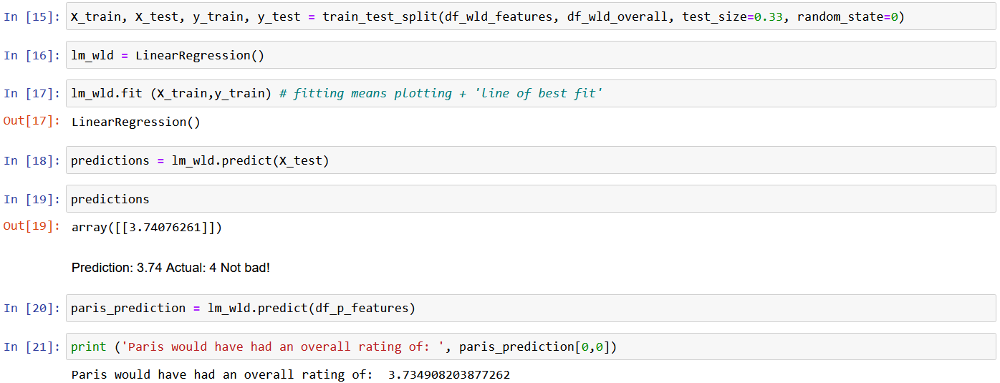 In [15]: X_train, X_test, y_train, y_test = train_test_split(df_wld_features, df_wld_overall, test_size=0.33, random_state=0)
In [16]: lm_wld = LinearRegression()
In [17]: lm_wld.fit (X_train,y_train) # fitting means plotting + 'line of best fit'
Out[17]: LinearRegression()
In [18]: predictions = lm_wld.predict(X_test)
In [19]: predictions
Out[19]: array([[3.74076261]])
Prediction: 3.74 Actual: 4 Not bad!
In [20]: paris_prediction = lm_wld.predict(df_p_features)
In [21]: print ('Paris would have had an overall rating of: ', paris_prediction[0,0])
Paris would have had an overall rating of:  3.734908203877262